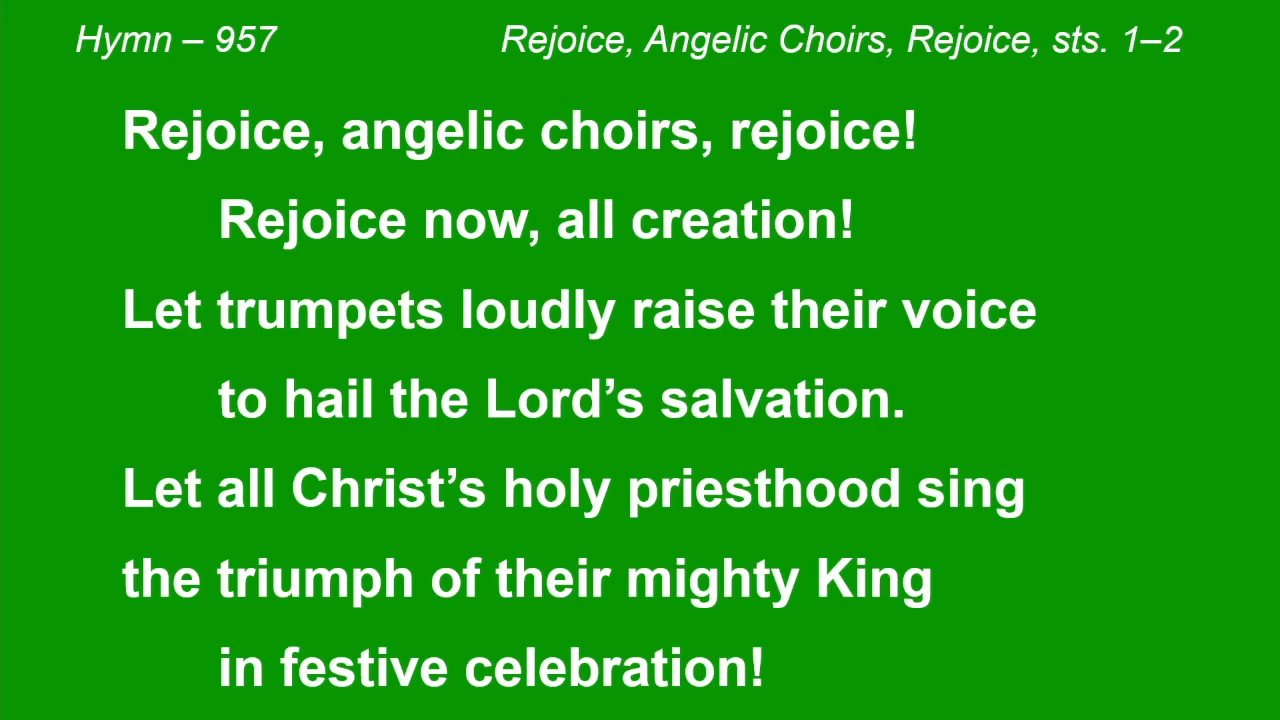 Hymn – 957 Rejoice, Angelic Choirs, Rejoice, sts. 1–2
Rejoice, angelic choirs, rejoice!
Rejoice now, all creation!
Let trumpets loudly raise their voice
to hail the Lord’s salvation.
Let all Christ’s holy priesthood sing
the triumph of their mighty King
in festive celebration!